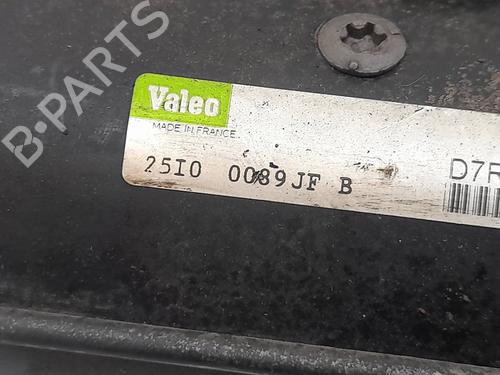 B-PARTS
Valeo
MADE IN FRANCE
25I0 0089JF B
D7R